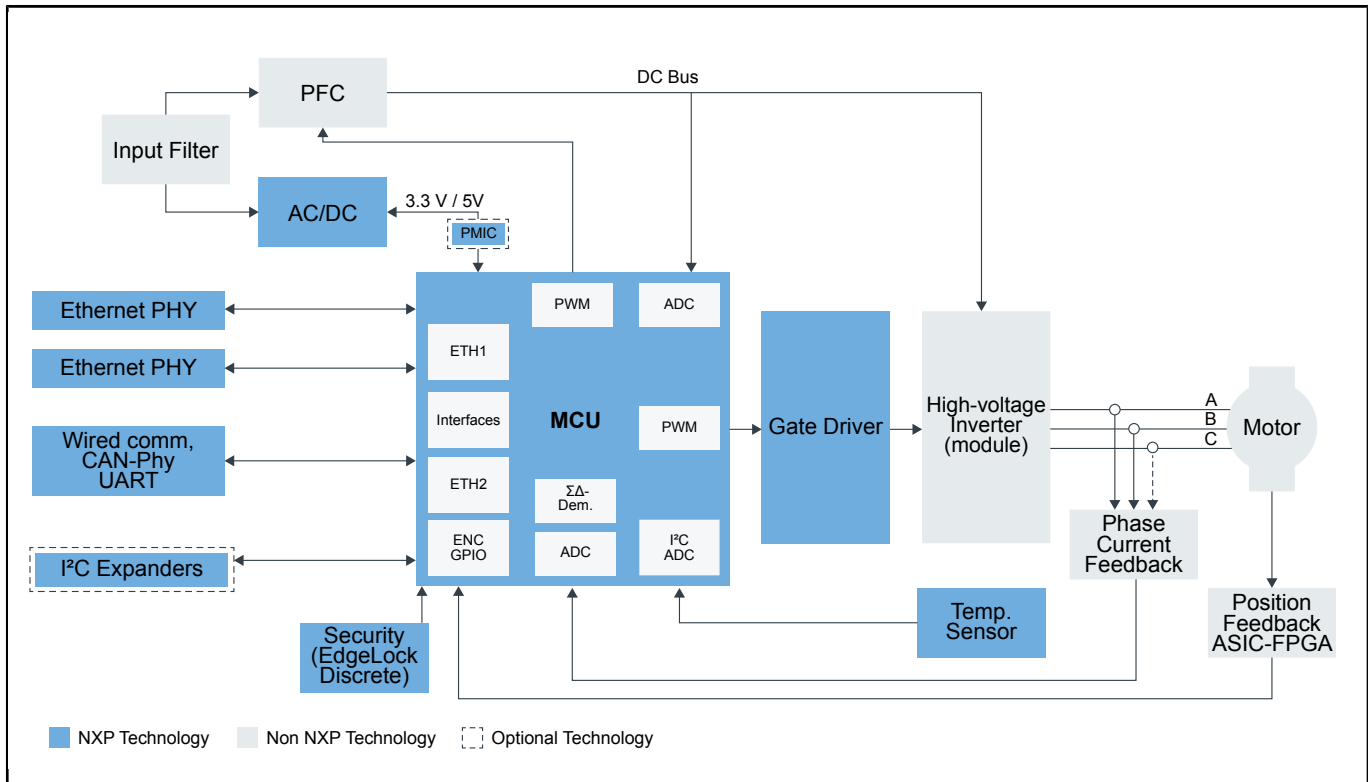 DC Bus
PFC
Input Filter
3.3 V / 5V
AC/DC
PMIC
Ethernet PHY
PWM
ADC
ETH1
Ethernet PHY
High-voltage
Inverter
(module)
A
B
C
Interfaces
MCU
PWM
Gate Driver
Motor
Wired comm,
CAN-Phy
UART
ETH2
ΣΔ-
Dem.
Phase
Current
Feedback
ENC
GPIO
ADC
I²C
ADC
I²C Expanders
Temp.
Sensor
Position
Feedback
ASIC-FPGA
Security
(EdgeLock
Discrete)
NXP Technology
Non NXP Technology
Optional Technology